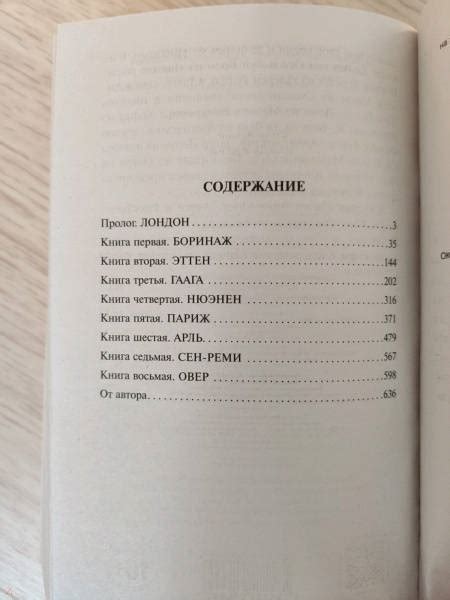 СОДЕРЖАНИЕ
Пролог. ЛОНДОН . . . . . . . . . . . . . . . . . . . . . . . . . . . . . . . . . 3
Книга первая. БОРИНАЖ . . . . . . . . . . . . . . . . . . . . . . . . . 35
Книга вторая. ЭТТЕН . . . . . . . . . . . . . . . . . . . . . . . . . . . . 144
Книга третья. ГААГА . . . . . . . . . . . . . . . . . . . . . . . . . . . . 202
Книга четвертая. НЮЭНЕН . . . . . . . . . . . . . . . . . . . . . . . 316
Книга пятая. ПАРИЖ . . . . . . . . . . . . . . . . . . . . . . . . . . . . 371
Книга шестая. АРЛЬ. . . . . . . . . . . . . . . . . . . . . . . . . . . . . 479
Книга седьмая. СЕН-РЕМИ . . . . . . . . . . . . . . . . . . . . . . . 567
Книга восьмая. ОВЕР . . . . . . . . . . . . . . . . . . . . . . . . . . . . 598
От автора. . . . . . . . . . . . . . . . . . . . . . . . . . . . . . . . . . . . . 636
на